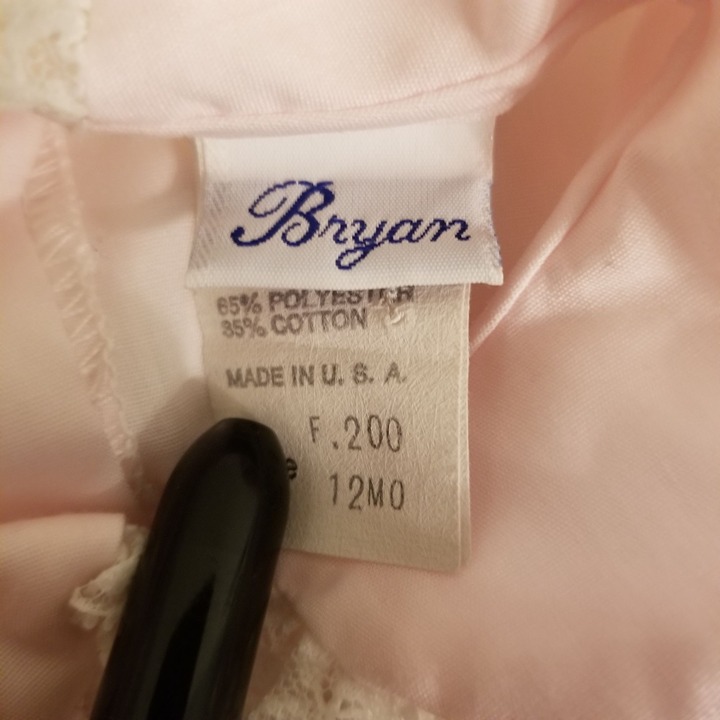 Bryan
65% POLYESTER
35% COTTON
MADE IN U. S. A.
F.200
e 12MO